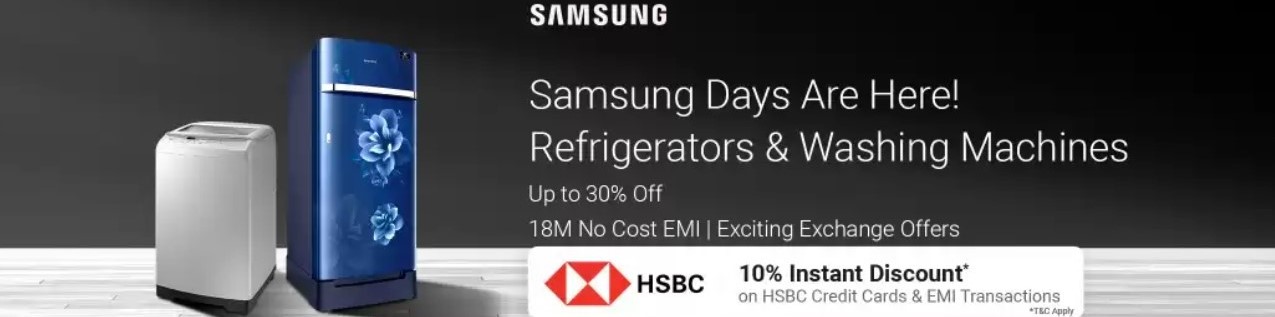 SAMSUNG
Samsung Days Are Here!
Refrigerators & Washing Machines
Up to 30% Off
18M No Cost EMI | Exciting Exchange Offers
HSBC
10% Instant Discount*
on HSBC Credit Cards & EMI Transactions
*T&C Apply